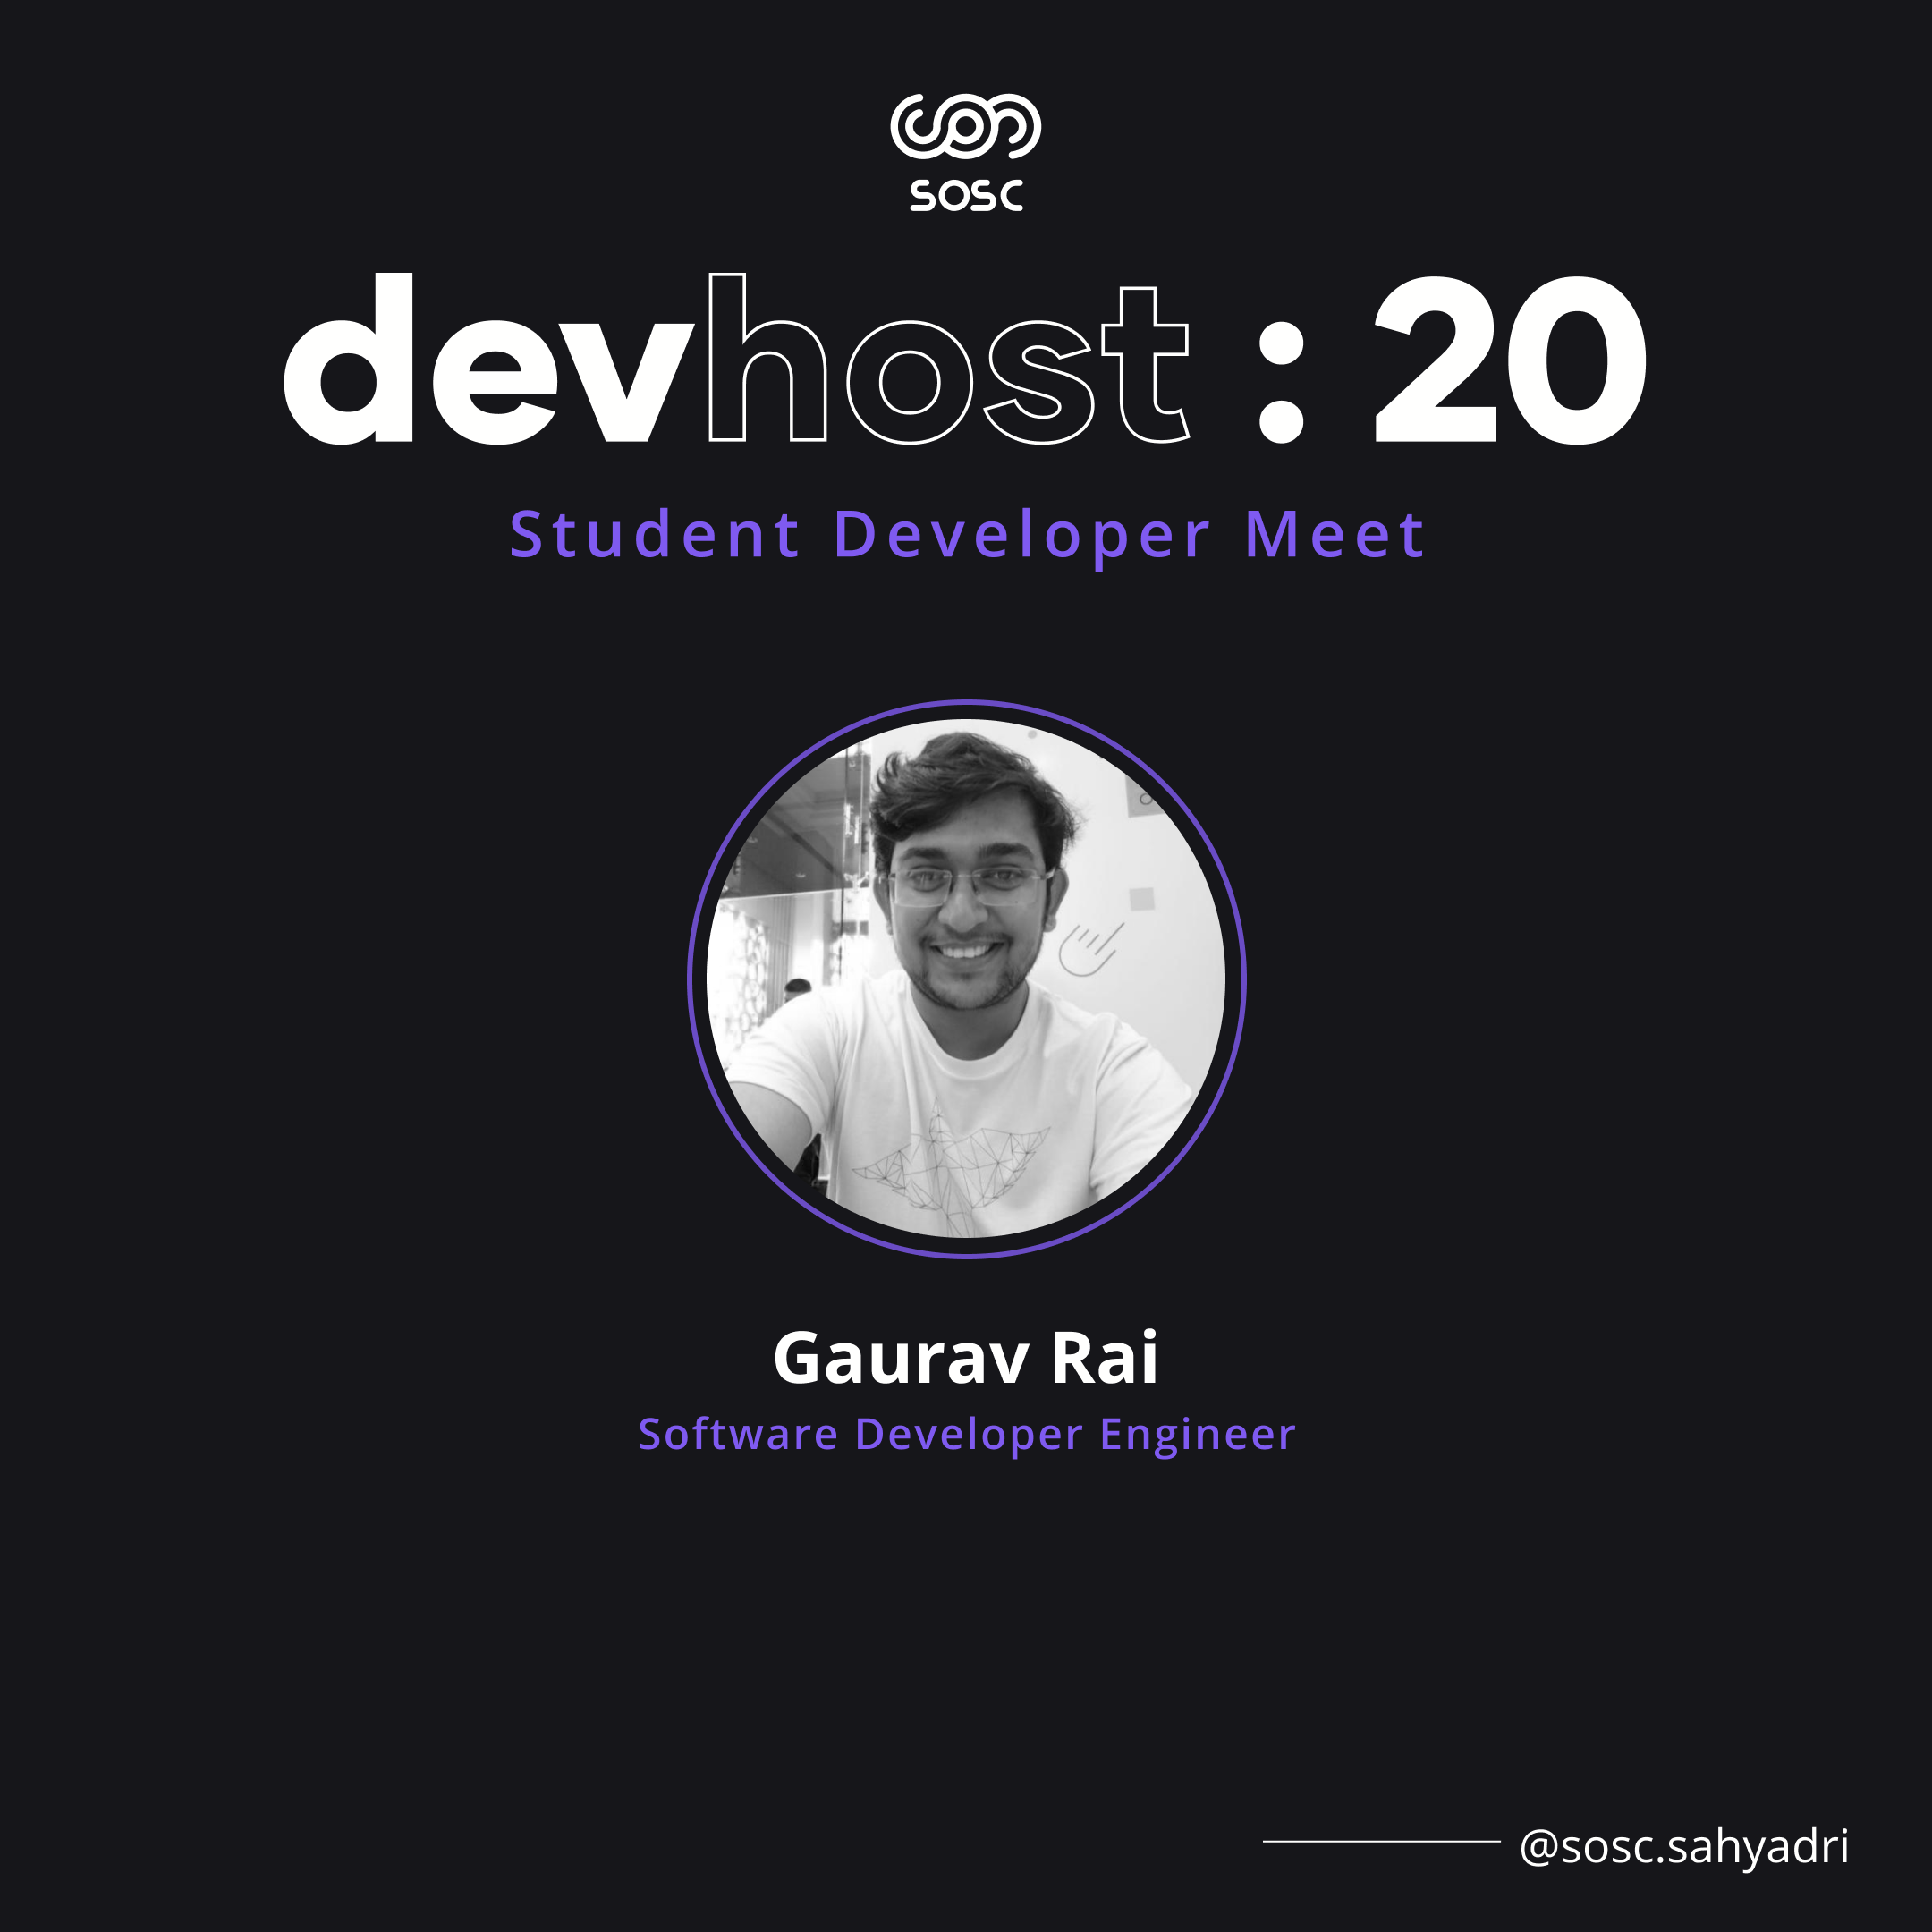 sosc
devhost : 20
Student Developer Meet
Gaurav Rai
Software Developer Engineer
@sosc.sahyadri